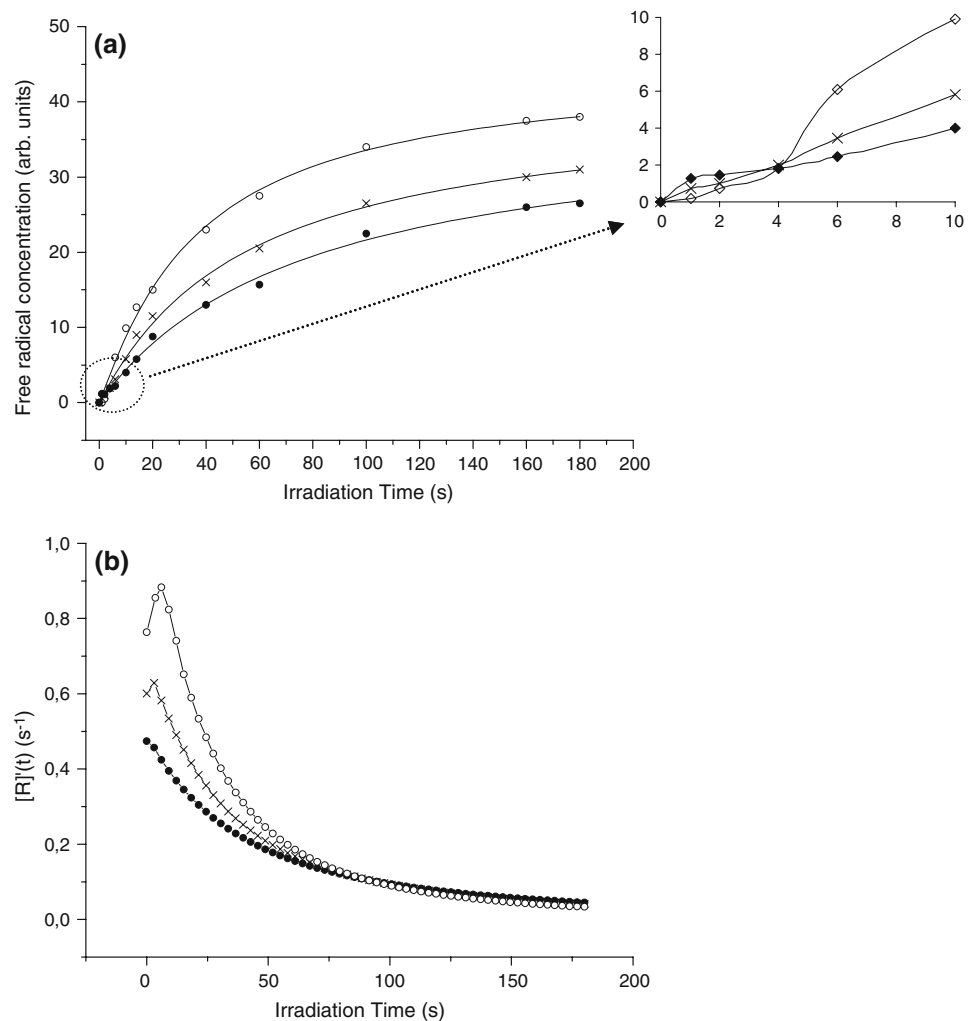 (a)
50
40
30
20
10
0
Free radical concentration (arb. units)
0 20 40 60 80 100 120 140 160 180 200
Irradiation Time (s)
10
8
6
4
2
0
0 2 4 6 8 10
(b)
1,0
0,8
0,6
0,4
0,2
0,0
[R]'(t) (s-1)
0 50 100 150 200
Irradiation Time (s)